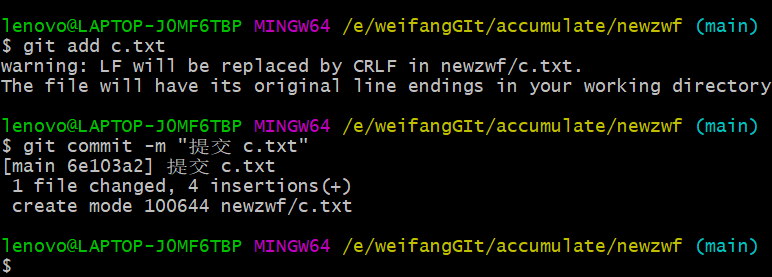 lenovo@LAPTOP-JOMF6TBP MINGW64 /e/weifangGIt/accumulate/newzwf (main)
$ git add c.txt
warning: LF will be replaced by CRLF in newzwf/c.txt.
The file will have its original line endings in your working directory
lenovo@LAPTOP-JOMF6TBP MINGW64 /e/weifangGIt/accumulate/newzwf (main)
$ git commit -m "提交 c.txt"
[main 6e103a2] 提交 c.txt
 1 file changed, 4 insertions(+)
 create mode 100644 newzwf/c.txt
lenovo@LAPTOP-JOMF6TBP MINGW64 /e/weifangGIt/accumulate/newzwf (main)
$